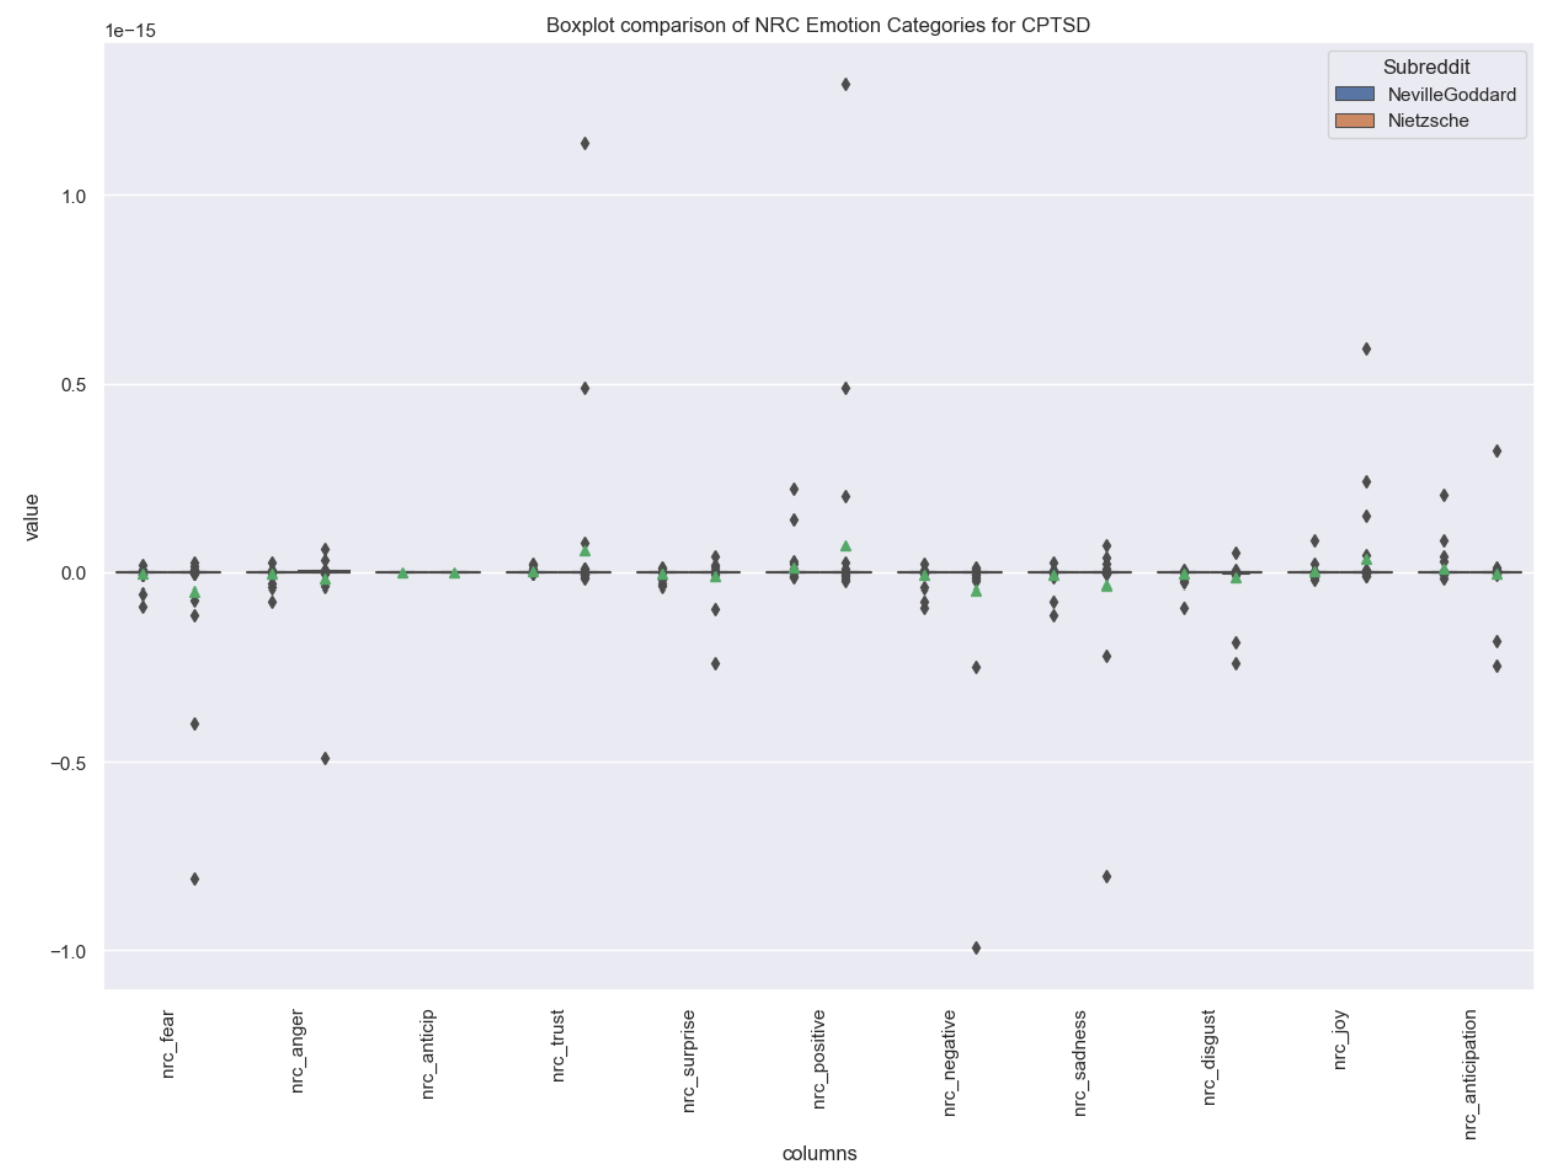 Boxplot comparison of NRC Emotion Categories for CPTSD
1e−15
Subreddit
NevilleGoddard
Nietzsche
1.0
0.5
0.0
−0.5
−1.0
value
nrc_fear
nrc_anger
nrc_anticip
nrc_trust
nrc_surprise
nrc_positive
nrc_negative
nrc_sadness
nrc_disgust
nrc_joy
nrc_anticipation
columns